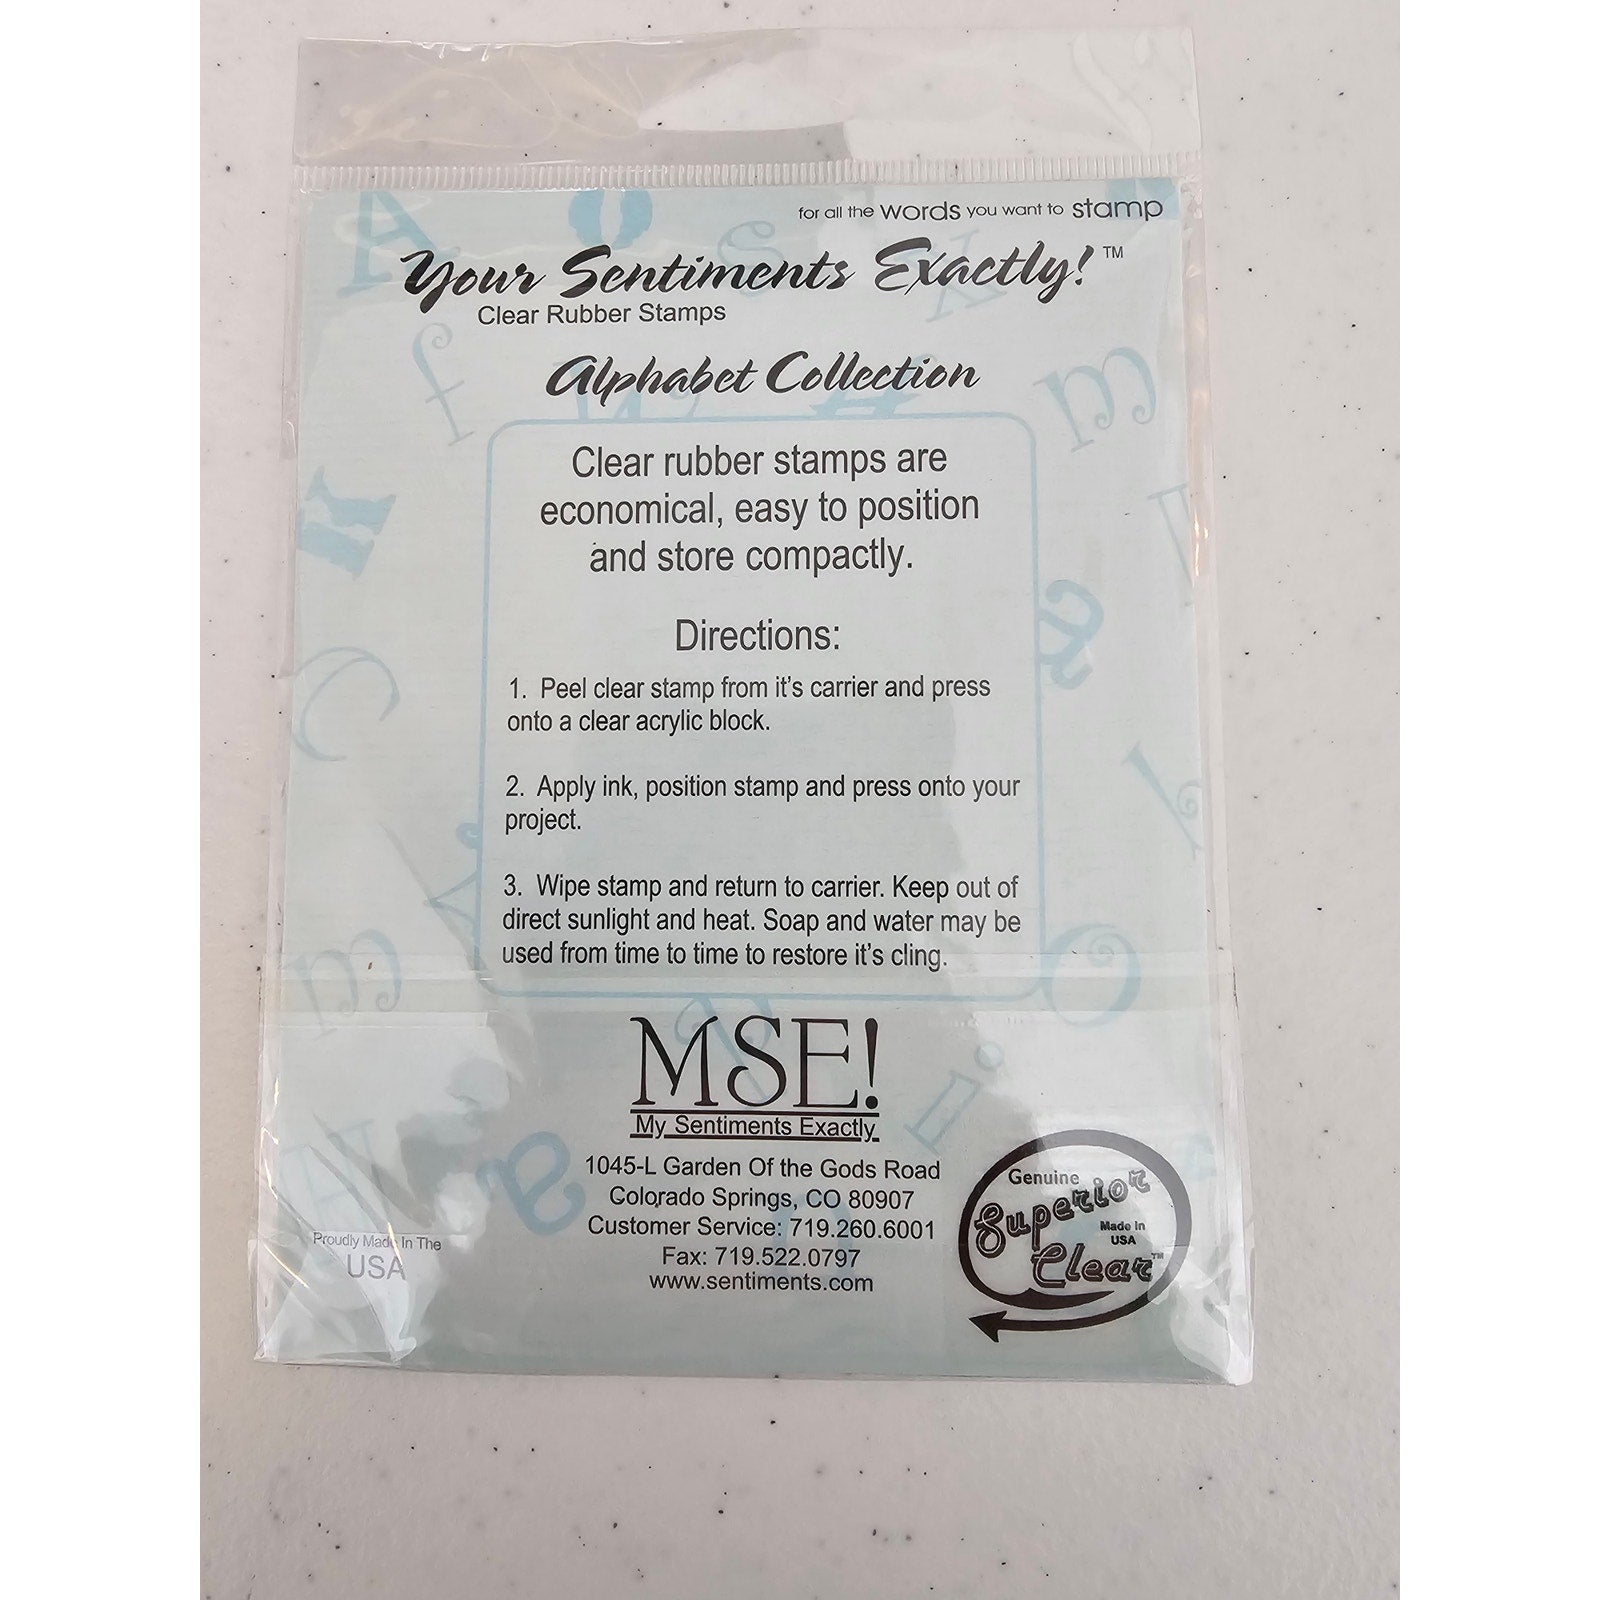 for all the words you want to stamp
Your Sentiments Exactly! ™
Clear Rubber Stamps
Alphabet Collection
Clear rubber stamps are
economical, easy to position
and store compactly.
Directions:
1. Peel clear stamp from it's carrier and press
onto a clear acrylic block.
2. Apply ink, position stamp and press onto your
project.
3. Wipe stamp and return to carrier. Keep out of
direct sunlight and heat. Soap and water may be
used from time to time to restore it's cling.
MSE!
My Sentiments Exactly
1045-L Garden Of the Gods Road
Colorado Springs, CO 80907
Customer Service: 719.260.6001
Fax: 719.522.0797
www.sentiments.com
Proudly Made In The
USA
Genuine
Superior
Made In
USA
Clear™